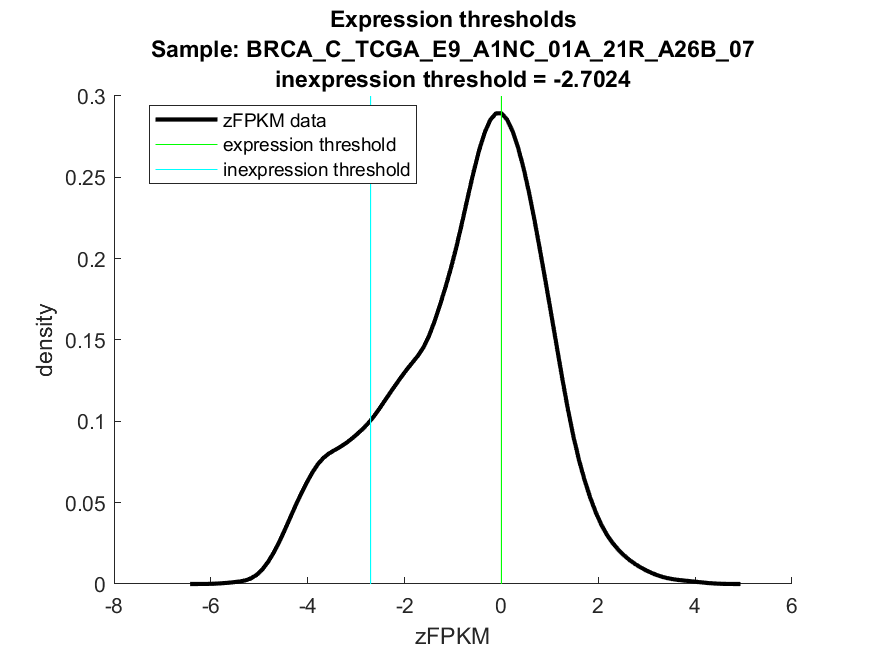 Expression thresholds
Sample: BRCA_C_TCGA_E9_A1NC_01A_21R_A26B_07
inexpression threshold = -2.7024
0.3
zFPKM data
expression threshold
inexpression threshold
0.25
0.2
0.15
0.1
0.05
0
density
-8 -6 -4 -2 0 2 4 6
zFPKM